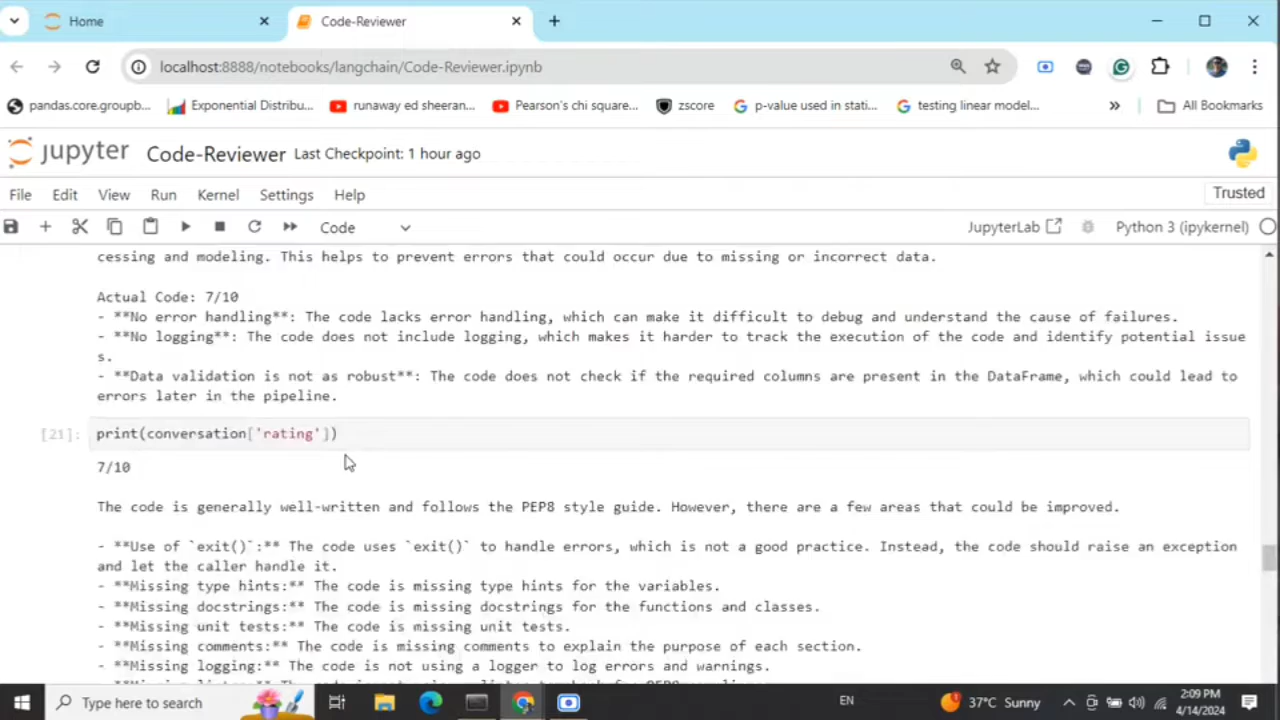 Home
Code-Reviewer
localhost:8888/notebooks/langchain/Code-Reviewer.ipynb
pandas.core.groupb...
Exponential Distribu...
runaway ed sheeran...
Pearson's chi square...
zscore
p-value used in stati...
testing linear model...
»
All Bookmarks
jupyter Code-Reviewer Last Checkpoint: 1 hour ago
File Edit View Run Kernel Settings Help
Trusted
Code
JupyterLab
Python 3 (ipykernel)
cessing and modeling. This helps to prevent errors that could occur due to missing or incorrect data.
Actual Code: 7/10
- **No error handling**: The code lacks error handling, which can make it difficult to debug and understand the cause of failures.
- **No logging**: The code does not include logging, which makes it harder to track the execution of the code and identify potential issue
s.
- **Data validation is not as robust**: The code does not check if the required columns are present in the DataFrame, which could lead to
errors later in the pipeline.
[21]: print(conversation['rating'])
7/10
The code is generally well-written and follows the PEP8 style guide. However, there are a few areas that could be improved.
- **Use of `exit()`:** The code uses `exit()` to handle errors, which is not a good practice. Instead, the code should raise an exception
and let the caller handle it.
- **Missing type hints:** The code is missing type hints for the variables.
- **Missing docstrings:** The code is missing docstrings for the functions and classes.
- **Missing unit tests:** The code is missing unit tests.
- **Missing comments:** The code is missing comments to explain the purpose of each section.
- **Missing logging:** The code is not using a logger to log errors and warnings.
Type here to search
EN
37°C Sunny
2:09 PM
4/14/2024